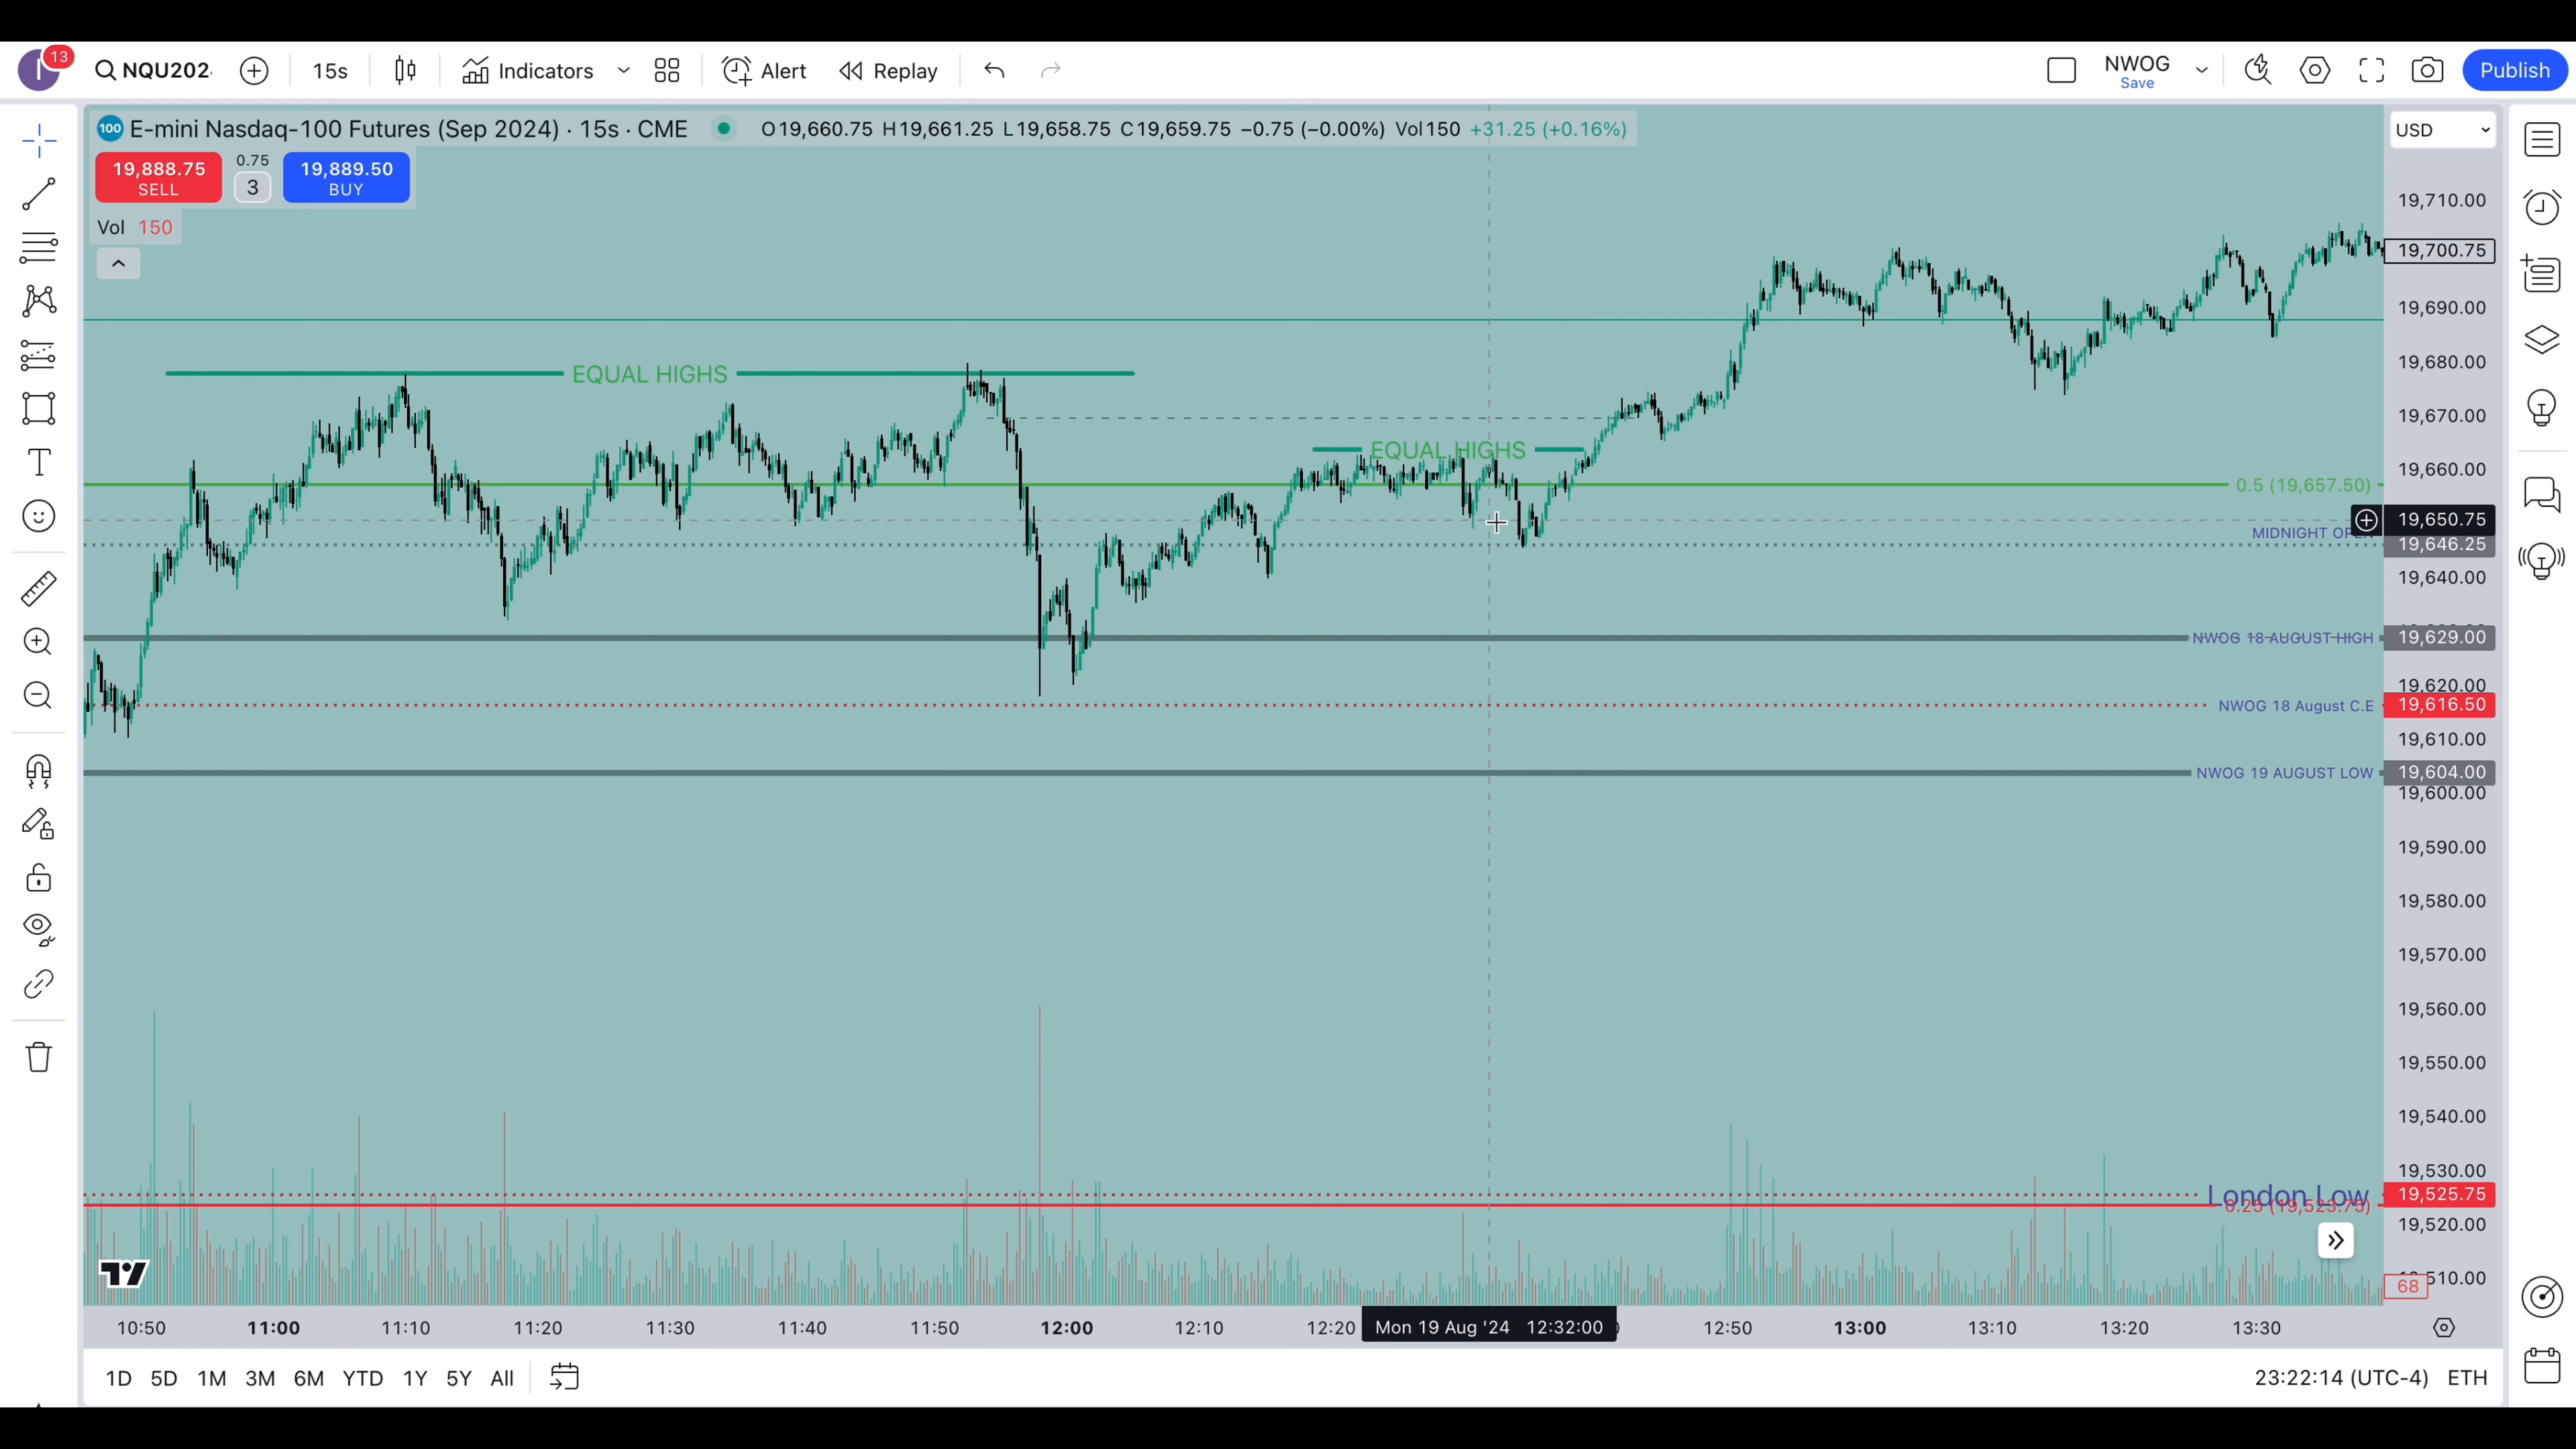 13
I
NQU202
15s
Indicators
Alert
Replay
NWOG
Save
Publish
100
E-mini Nasdaq-100 Futures (Sep 2024) · 15s · CME
O19,660.75 H19,661.25 L19,658.75 C19,659.75 −0.75 (−0.00%) Vol150 +31.25 (+0.16%)
USD
19,888.75
SELL
0.75
3
19,889.50
BUY
Vol 150
19,710.00
19,700.75
19,690.00
EQUAL HIGHS
19,680.00
19,670.00
EQUAL HIGHS
19,660.00
0.5 (19,657.50)
19,650.75
MIDNIGHT OPEN
19,646.25
19,640.00
NWOG 18 AUGUST HIGH
19,629.00
19,620.00
NWOG 18 August C.E
19,616.50
19,610.00
NWOG 19 AUGUST LOW
19,604.00
19,600.00
19,590.00
19,580.00
19,570.00
19,560.00
19,550.00
19,540.00
19,530.00
London Low
19,525.75
0.25 (19,523.75)
19,520.00
68
510.00
10:50
11:00
11:10
11:20
11:30
11:40
11:50
12:00
12:10
12:20
Mon 19 Aug '24 12:32:00
12:50
13:00
13:10
13:20
13:30
1D
5D
1M
3M
6M
YTD
1Y
5Y
All
23:22:14 (UTC-4)
ETH